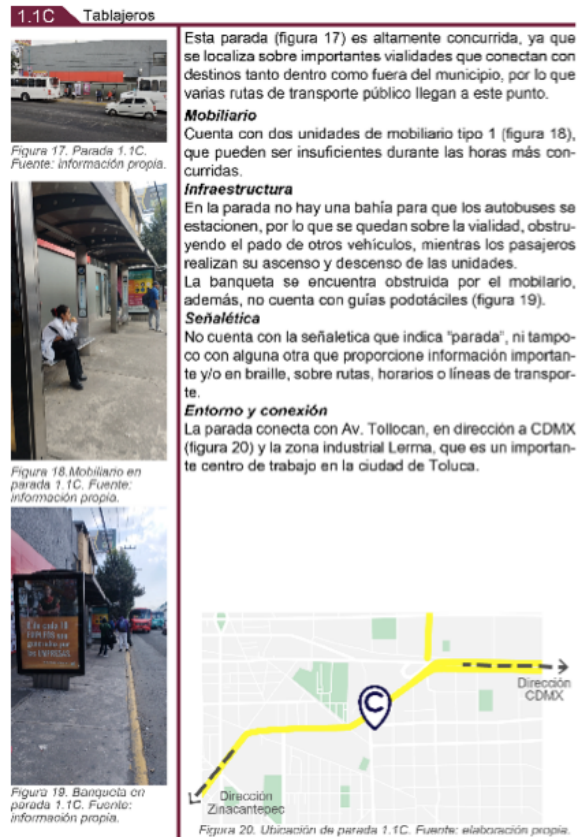 1.1C Tablajeros
Esta parada (figura 17) es altamente concurrida, ya que
se localiza sobre importantes vialidades que conectan con
destinos tanto dentro como fuera del municipio, por lo que
varias rutas de transporte público llegan a este punto.
Mobiliario
Cuenta con dos unidades de mobiliario tipo 1 (figura 18),
que pueden ser insuficientes durante las horas más con-
curridas.
Infraestructura
En la parada no hay una bahía para que los autobuses se
estacionen, por lo que se quedan sobre la vialidad, obstru-
yendo el pado de otros vehículos, mientras los pasajeros
realizan su ascenso y descenso de las unidades.
La banqueta se encuentra obstruida por el mobiliario,
además, no cuenta con guías podotáciles (figura 19).
Señalética
No cuenta con la señaletica que indica "parada", ni tampo-
co con alguna otra que proporcione información importan-
te y/o en braille, sobre rutas, horarios o líneas de transpor-
te.
Entorno y conexión
La parada conecta con Av. Tollocan, en dirección a CDMX
(figura 20) y la zona industrial Lerma, que es un importan-
te centro de trabajo en la ciudad de Toluca.
Figura 17. Parada 1.1C.
Fuente: Información propia.
Figura 18.Mobiliario en
parada 1.1C. Fuente:
información propia.
Figura 19. Banqueta en
parada 1.1C. Fuente:
información propia.
C
Dirección
CDMX
Dirección
Zinacantepec
Figura 20. Ubicación de parada 1.1C. Fuente: elaboración propia.